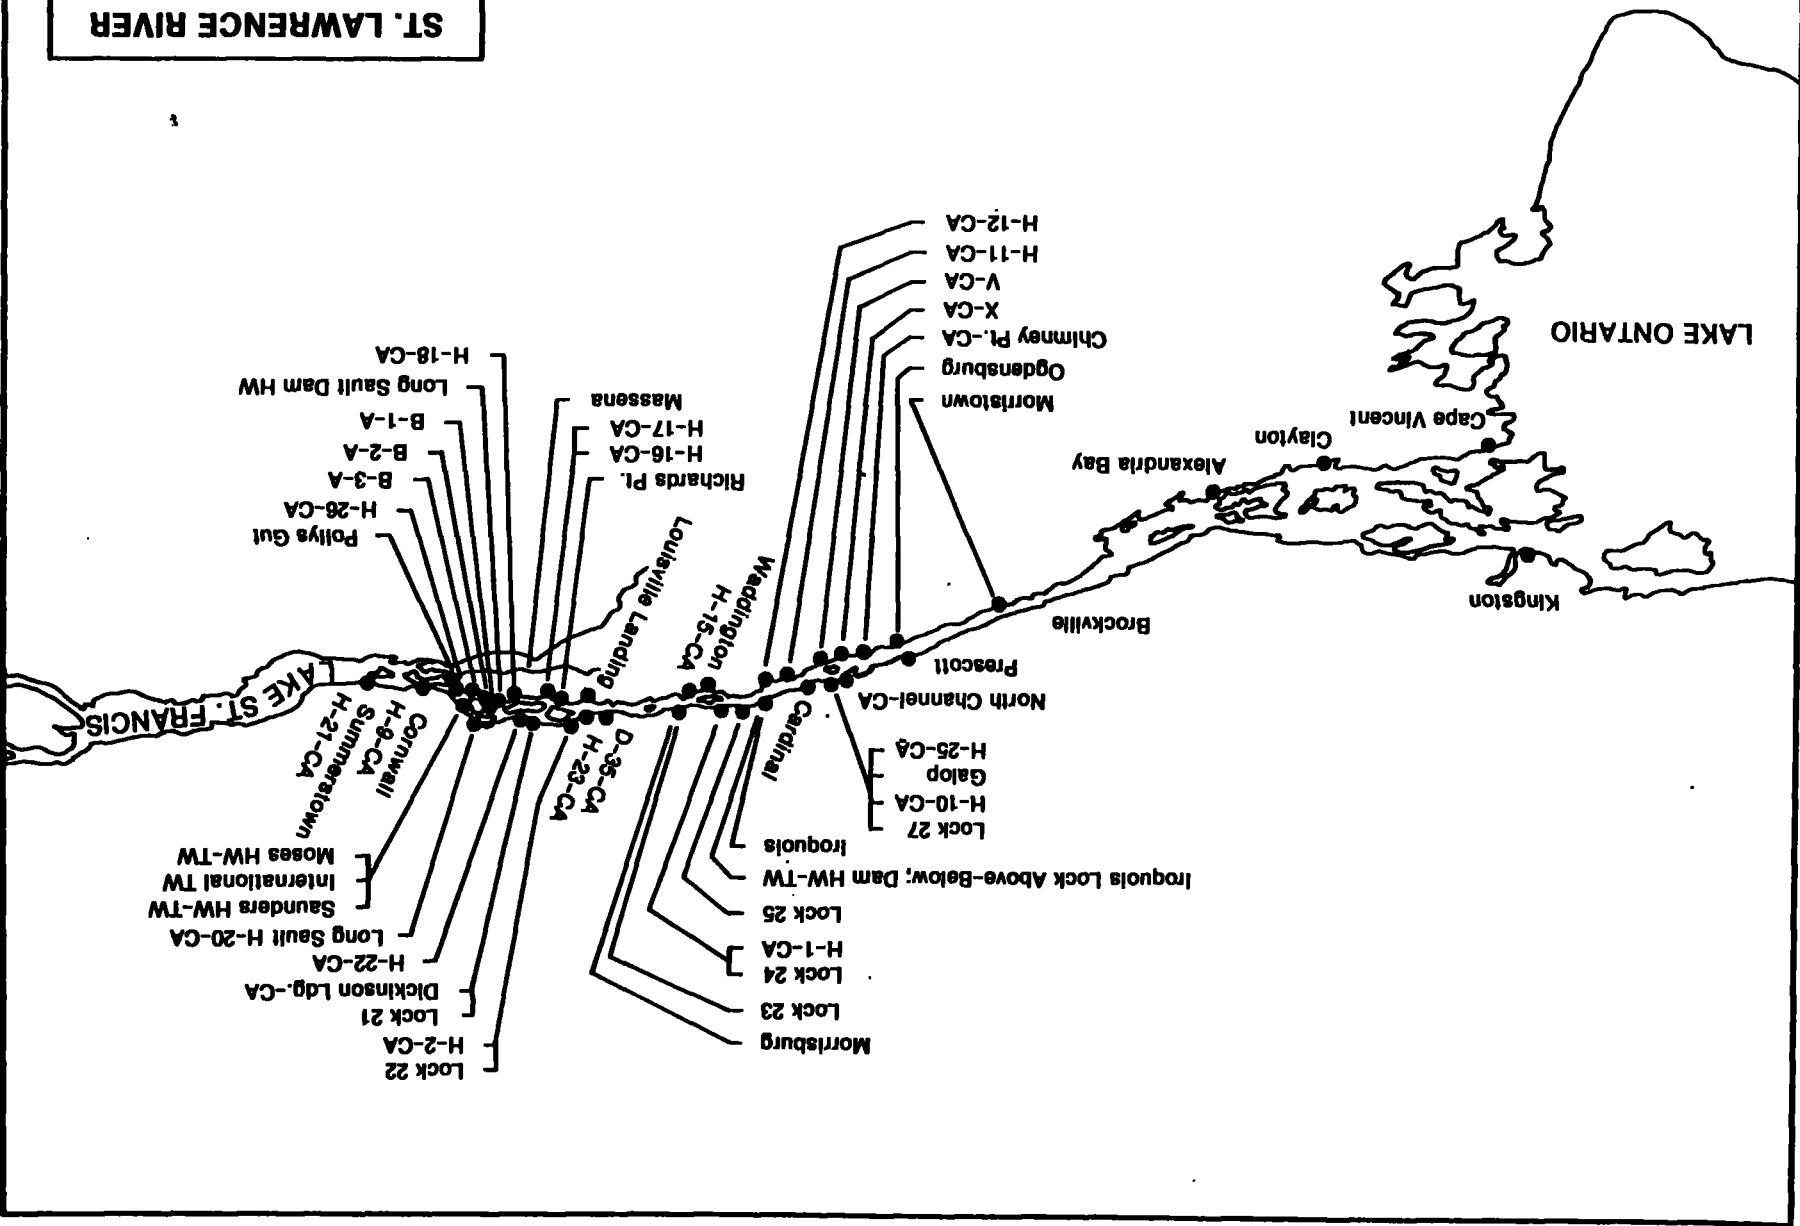 Morrisburg
Lock 23
Lock 24
H-1-CA
Lock 25
Iroquois Lock Above-Below; Dam HW-TW
Iroquois
Lock 27
H-10-CA
Galop
H-25-CA
North Channel-CA
Cardinal
Prescott
Brockville
Kingston
Lock 22
H-2-CA
Lock 21
Dickinson Ldg.-CA
H-22-CA
Long Sault H-20-CA
Saunders HW-TW
International TW
Moses HW-TW
D-35-CA
H-23-CA
Cornwall
H-9-CA
Summerstown
H-21-CA
LAKE ST. FRANCIS
Cape Vincent
Clayton
Alexandria Bay
LAKE ONTARIO
Waddington
H-15-CA
Louisville Landing
Morristown
Ogdensburg
Chimney Pt.-CA
X-CA
V-CA
H-11-CA
H-12-CA
Richards Pt.
H-16-CA
H-17-CA
Massena
Pollys Gut
H-26-CA
B-3-A
B-2-A
B-1-A
Long Sault Dam HW
H-18-CA
ST. LAWRENCE RIVER